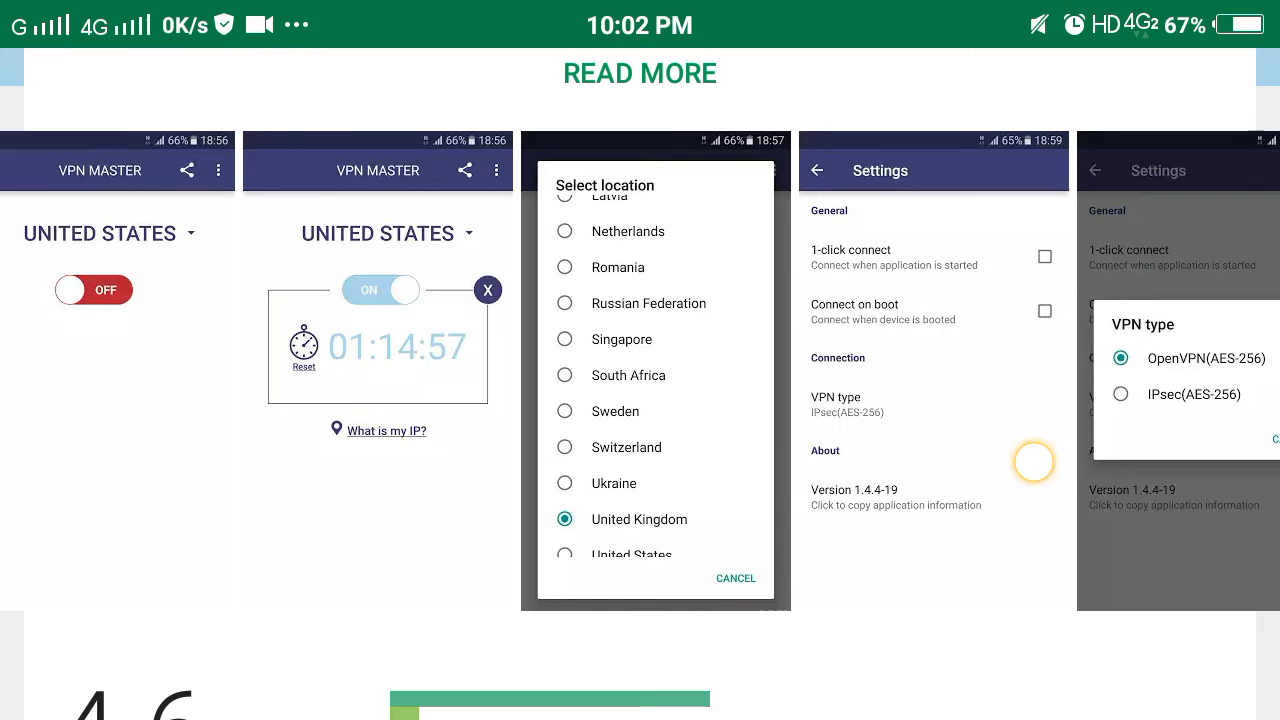 G 4G 0K/s 10:02 PM HD 4G2 67%
READ MORE
66% 18:56
VPN MASTER
UNITED STATES
OFF
66% 18:56
VPN MASTER
UNITED STATES
ON
X
01:14:57
Reset
What is my IP?
66% 18:57
Select location
Latvia
Netherlands
Romania
Russian Federation
Singapore
South Africa
Sweden
Switzerland
Ukraine
United Kingdom
United States
CANCEL
65% 18:59
Settings
General
1-click connect
Connect when application is started
Connect on boot
Connect when device is booted
Connection
VPN type
IPsec(AES-256)
About
Version 1.4.4-19
Click to copy application information
Settings
General
1-click connect
Connect when application is started
VPN type
OpenVPN(AES-256)
IPsec(AES-256)
Version 1.4.4-19
Click to copy application information
4.6